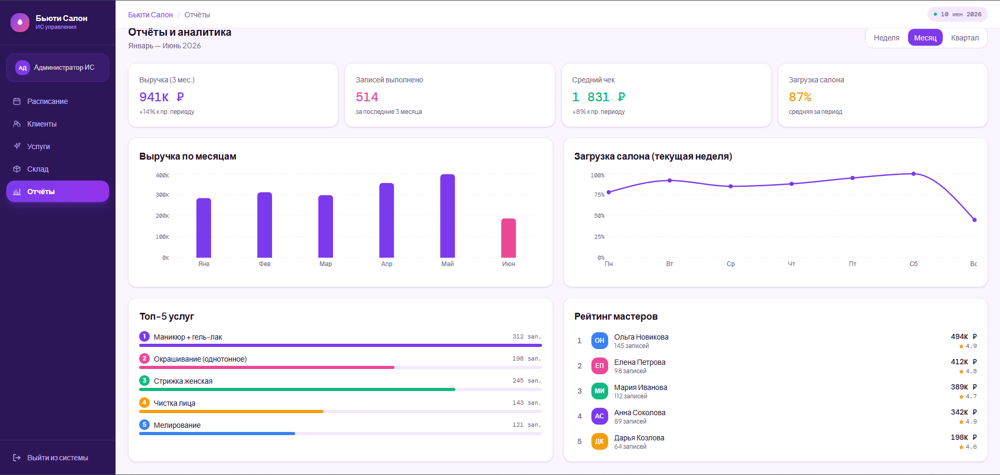 Бьюти Салон
ИС управления
АД Администратор ИС
Расписание
Клиенты
Услуги
Склад
Отчёты
Выйти из системы
Бьюти Салон / Отчёты
10 июн 2026
Отчёты и аналитика
Январь — Июнь 2026
Неделя Месяц Квартал
Выручка (3 мес.)
941к ₽
+14% к пр. периоду
Записей выполнено
514
за последние 3 месяца
Средний чек
1 831 ₽
+8% к пр. периоду
Загрузка салона
87%
средняя за период
Выручка по месяцам
400к
300к
200к
100к
0к
Янв Фев Мар Апр Май Июн
Загрузка салона (текущая неделя)
100%
75%
50%
25%
0%
Пн Вт Ср Чт Пт Сб Вс
Топ-5 услуг
1 Маникюр + гель-лак 312 зап.
2 Окрашивание (однотонное) 198 зап.
3 Стрижка женская 245 зап.
4 Чистка лица 143 зап.
5 Мелирование 121 зап.
Рейтинг мастеров
1 ОН Ольга Новикова 494К ₽
145 записей 4.9
2 ЕП Елена Петрова 412К ₽
98 записей 4.8
3 МИ Мария Иванова 389К ₽
112 записей 4.7
4 АС Анна Соколова 342К ₽
89 записей 4.9
5 ДК Дарья Козлова 198К ₽
64 записей 4.6